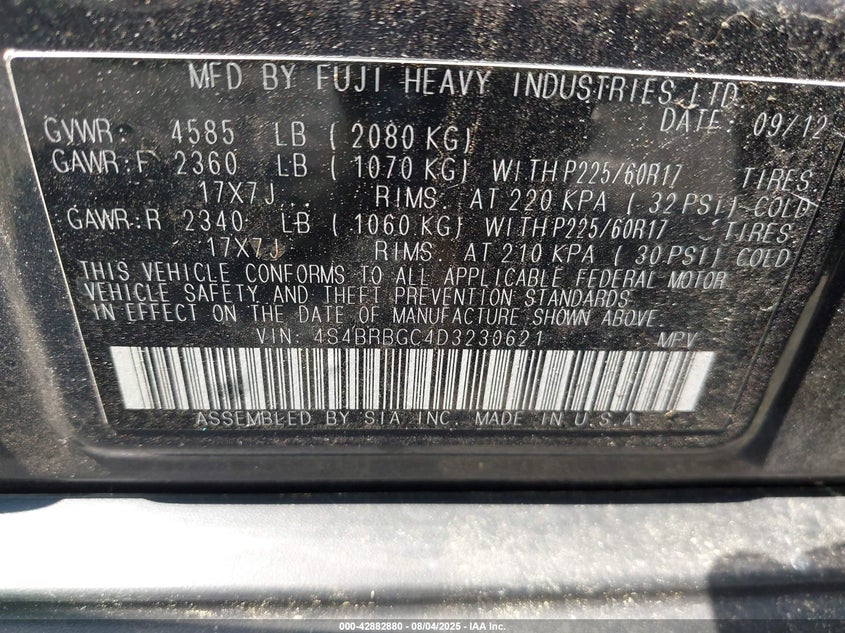 MFD BY FUJI HEAVY INDUSTRIES LTD.
DATE: 09/12
GVWR: 4585 LB ( 2080 KG)
GAWR:F 2360 LB ( 1070 KG) WITH P225/60R17 TIRES
17X7J RIMS. AT 220 KPA ( 32 PSI) COLD
GAWR:R 2340 LB ( 1060 KG) WITH P225/60R17 TIRES
17X7J RIMS. AT 210 KPA ( 30 PSI) COLD
THIS VEHICLE CONFORMS TO ALL APPLICABLE FEDERAL MOTOR
VEHICLE SAFETY AND THEFT PREVENTION STANDARDS
IN EFFECT ON THE DATE OF MANUFACTURE SHOWN ABOVE.
VIN: 4S4BRBGC4D3230621 MPV
ASSEMBLED BY SIA INC. MADE IN U.S.A.
000-42882880 - 08/04/2025 - IAA Inc.